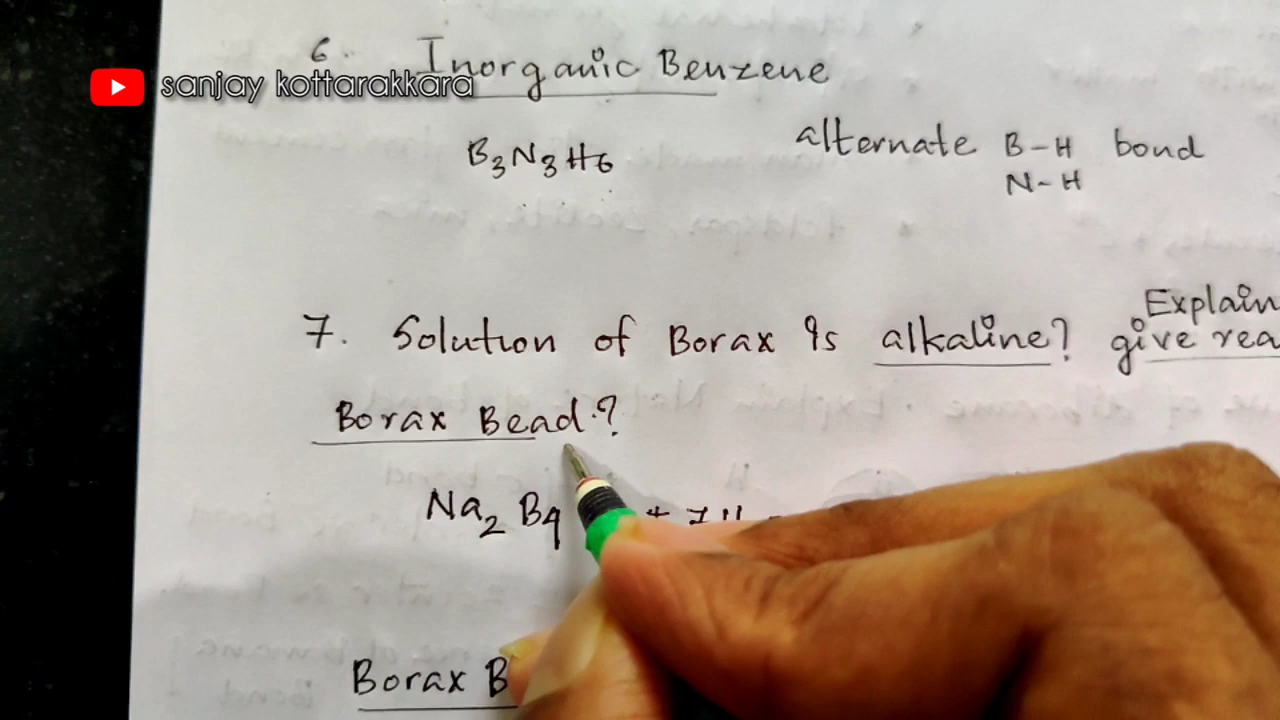 6. Inorganic Benzene
sanjay kottarakkara
B3N3H6 alternate B-H bond
N-H
7. Solution of Borax is alkaline? Explain
give rea
Borax Bead.?
Na2 B4 + 7H
Borax B